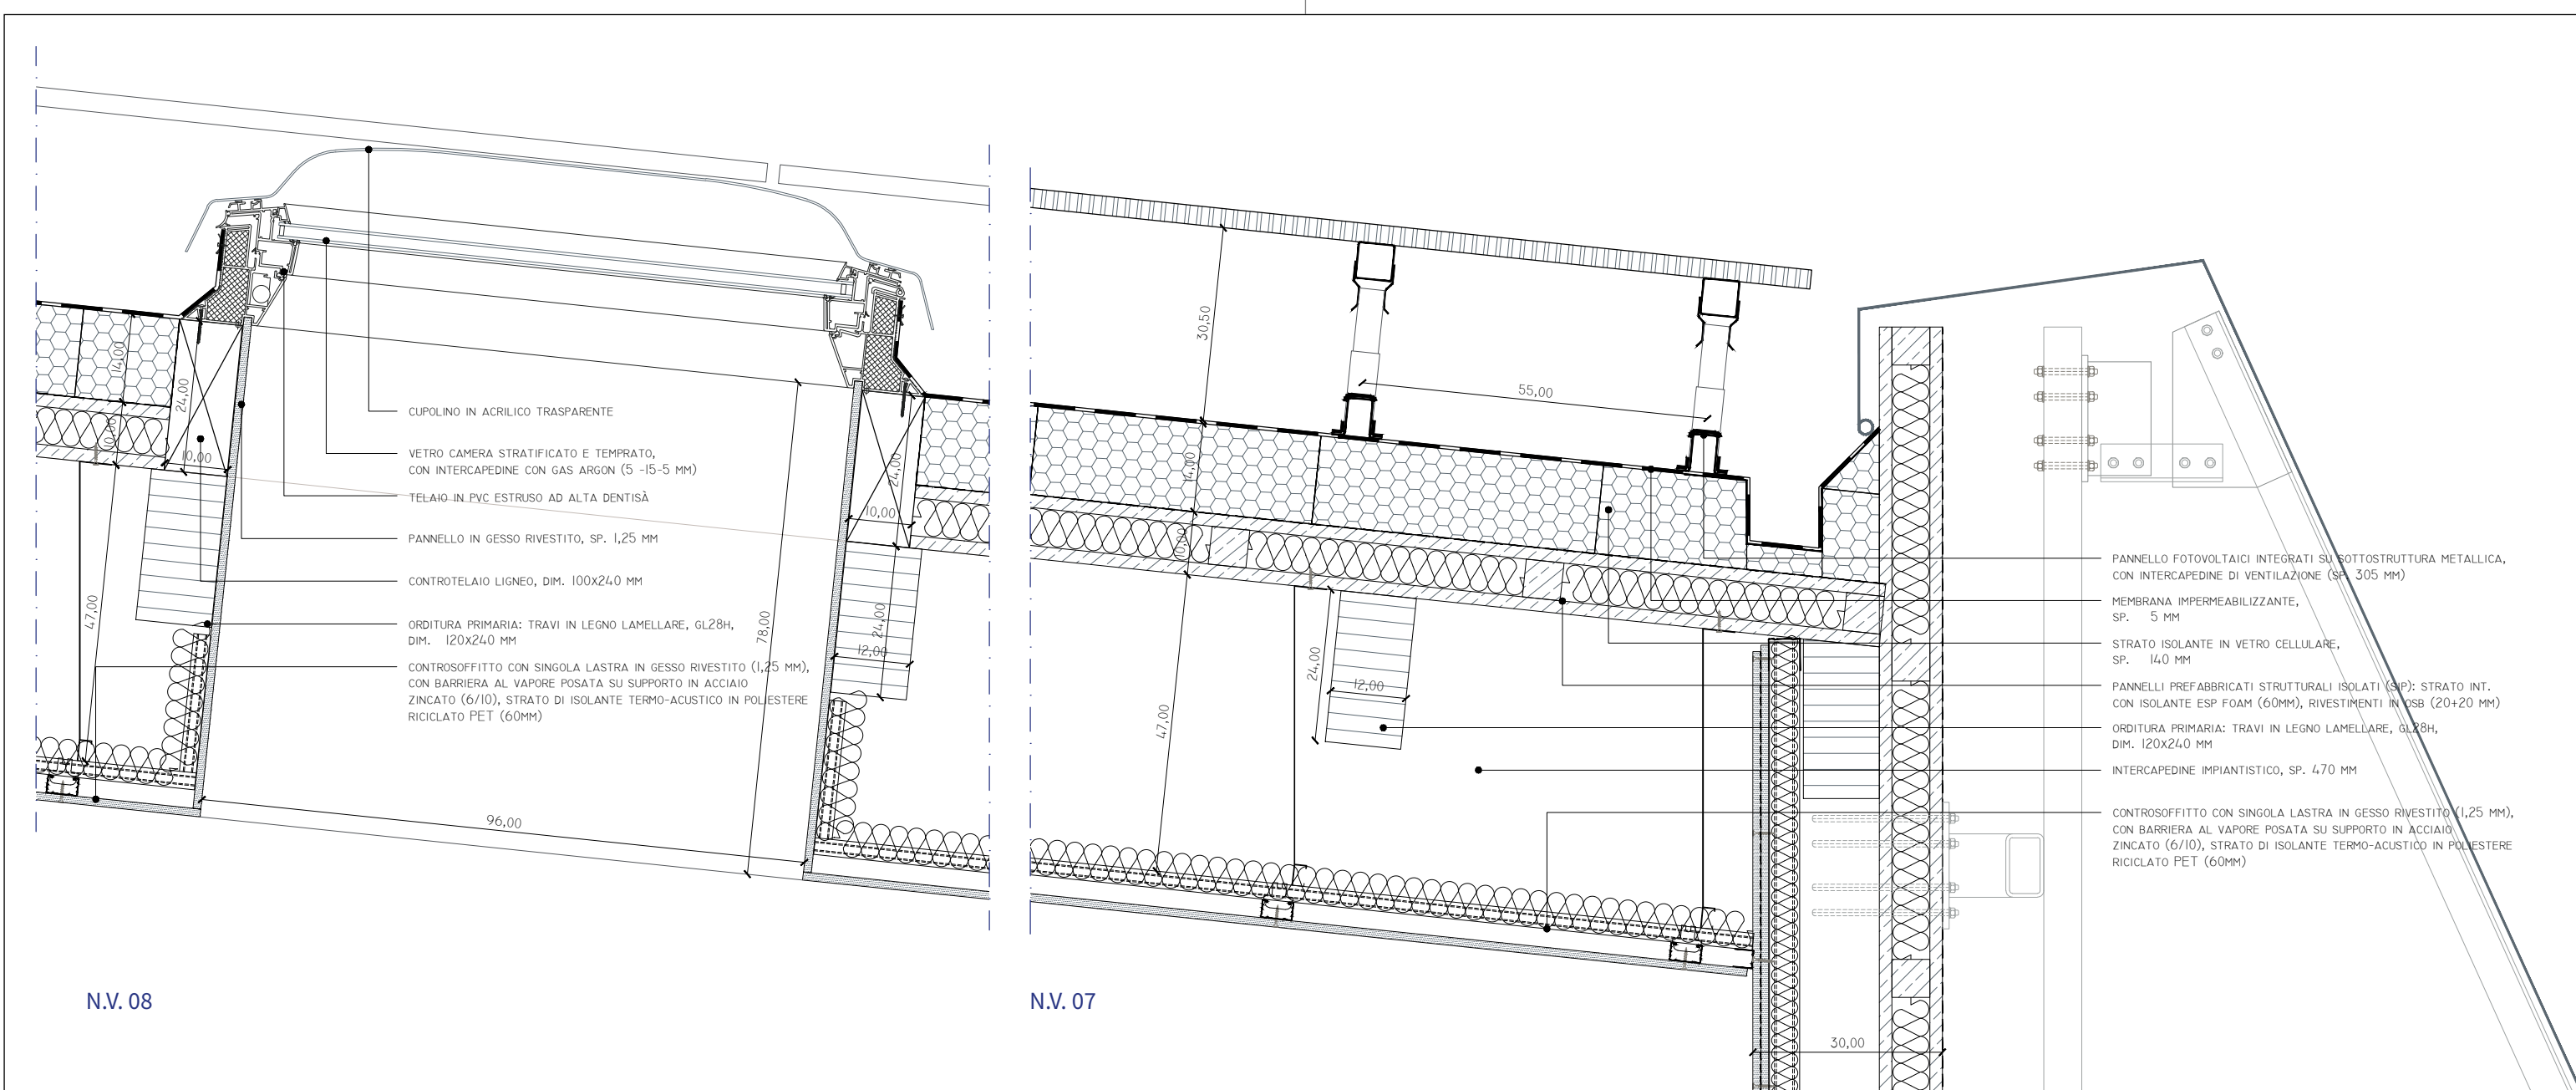 CUPOLINO IN ACRILICO TRASPARENTE
VETRO CAMERA STRATIFICATO E TEMPRATO,
CON INTERCAPEDINE CON GAS ARGON (5 -15-5 MM)
TELAIO IN PVC ESTRUSO AD ALTA DENTISÀ
PANNELLO IN GESSO RIVESTITO, SP. 1,25 MM
CONTROTELAIO LIGNEO, DIM. 100X240 MM
ORDITURA PRIMARIA: TRAVI IN LEGNO LAMELLARE, GL28H,
DIM. 120X240 MM
CONTROSOFFITTO CON SINGOLA LASTRA IN GESSO RIVESTITO (1,25 MM),
CON BARRIERA AL VAPORE POSATA SU SUPPORTO IN ACCIAIO
ZINCATO (6/10), STRATO DI ISOLANTE TERMO-ACUSTICO IN POLIESTERE
RICICLATO PET (60MM)
14,00
24,00
10,00
10,00
47,00
78,00
96,00
24,00
10,00
24,00
12,00
N.V. 08
30,50
55,00
14,00
10,00
47,00
24,00
12,00
30,00
PANNELLO FOTOVOLTAICI INTEGRATI SU SOTTOSTRUTTURA METALLICA,
CON INTERCAPEDINE DI VENTILAZIONE (SP. 305 MM)
MEMBRANA IMPERMEABILIZZANTE,
SP. 5 MM
STRATO ISOLANTE IN VETRO CELLULARE,
SP. 140 MM
PANNELLI PREFABBRICATI STRUTTURALI ISOLATI (SIP): STRATO INT.
CON ISOLANTE ESP FOAM (60MM), RIVESTIMENTI IN OSB (20+20 MM)
ORDITURA PRIMARIA: TRAVI IN LEGNO LAMELLARE, GL28H,
DIM. 120X240 MM
INTERCAPEDINE IMPIANTISTICO, SP. 470 MM
CONTROSOFFITTO CON SINGOLA LASTRA IN GESSO RIVESTITO (1,25 MM),
CON BARRIERA AL VAPORE POSATA SU SUPPORTO IN ACCIAIO
ZINCATO (6/10), STRATO DI ISOLANTE TERMO-ACUSTICO IN POLIESTERE
RICICLATO PET (60MM)
N.V. 07